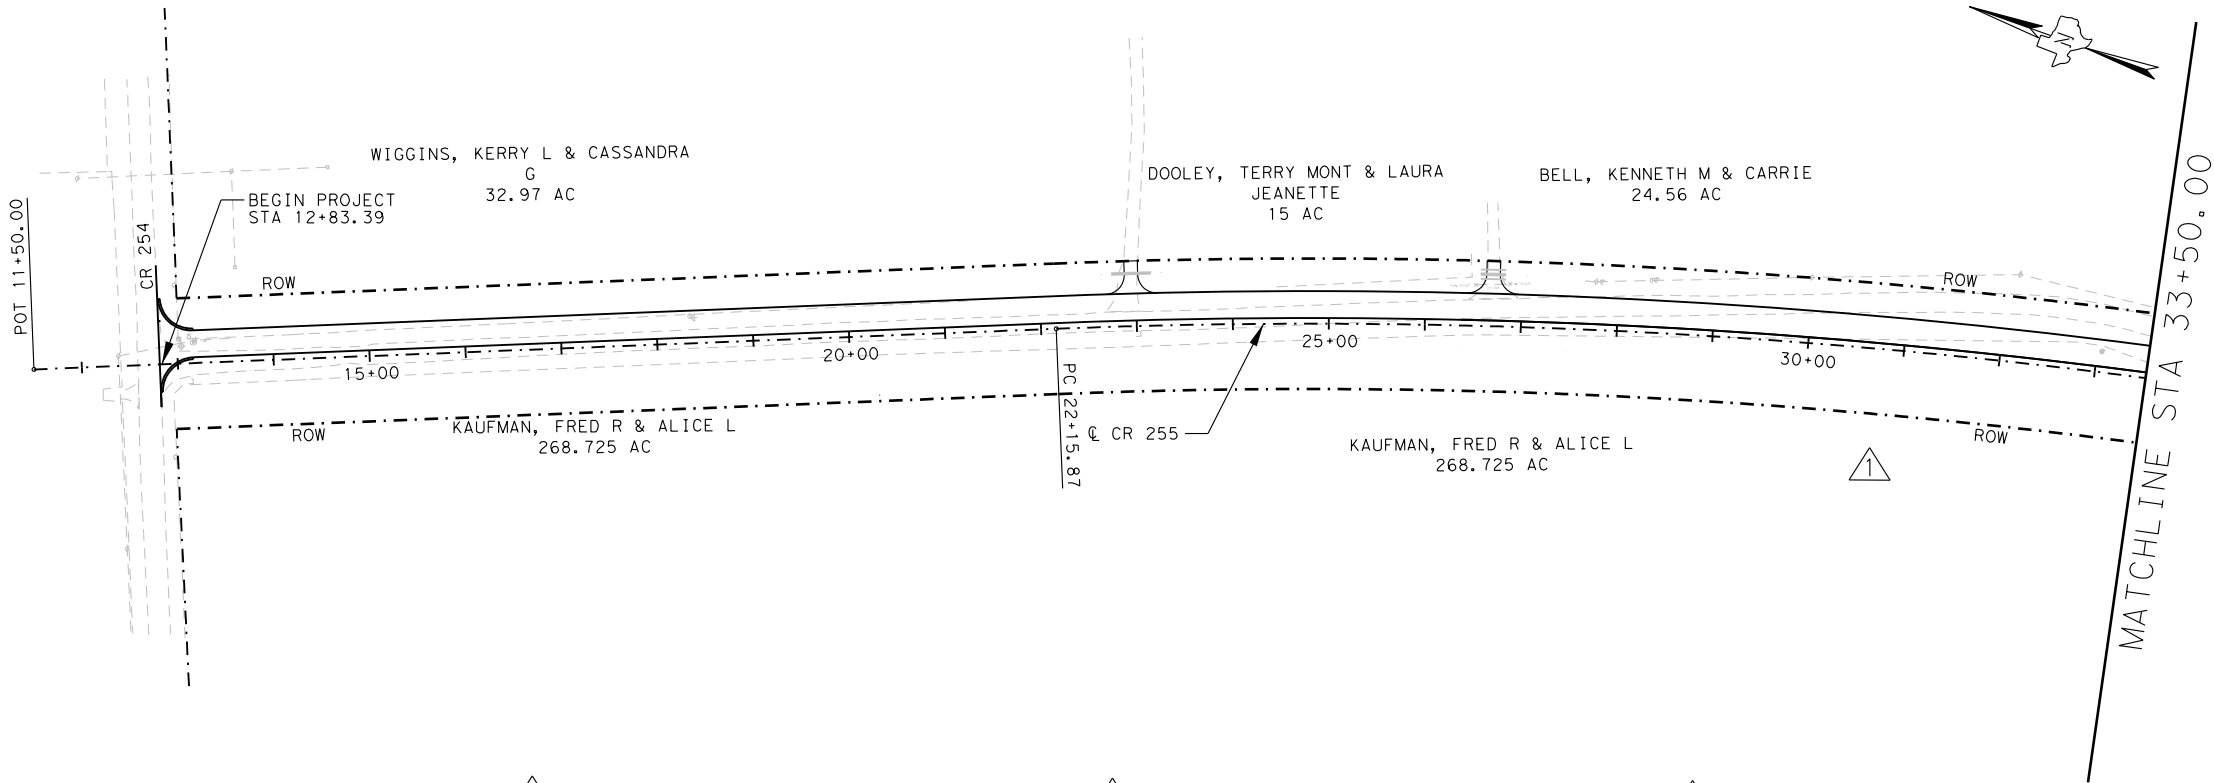 WIGGINS, KERRY L & CASSANDRA
G
32.97 AC
DOOLEY, TERRY MONT & LAURA
JEANETTE
15 AC
BELL, KENNETH M & CARRIE
24.56 AC
N
BEGIN PROJECT
STA 12+83.39
POT 11+50.00
CR 254
ROW
ROW
15+00
20+00
25+00
30+00
PC 22+15.87
℄ CR 255
ROW
KAUFMAN, FRED R & ALICE L
268.725 AC
KAUFMAN, FRED R & ALICE L
268.725 AC
ROW
1
MATCHLINE STA 33+50.00